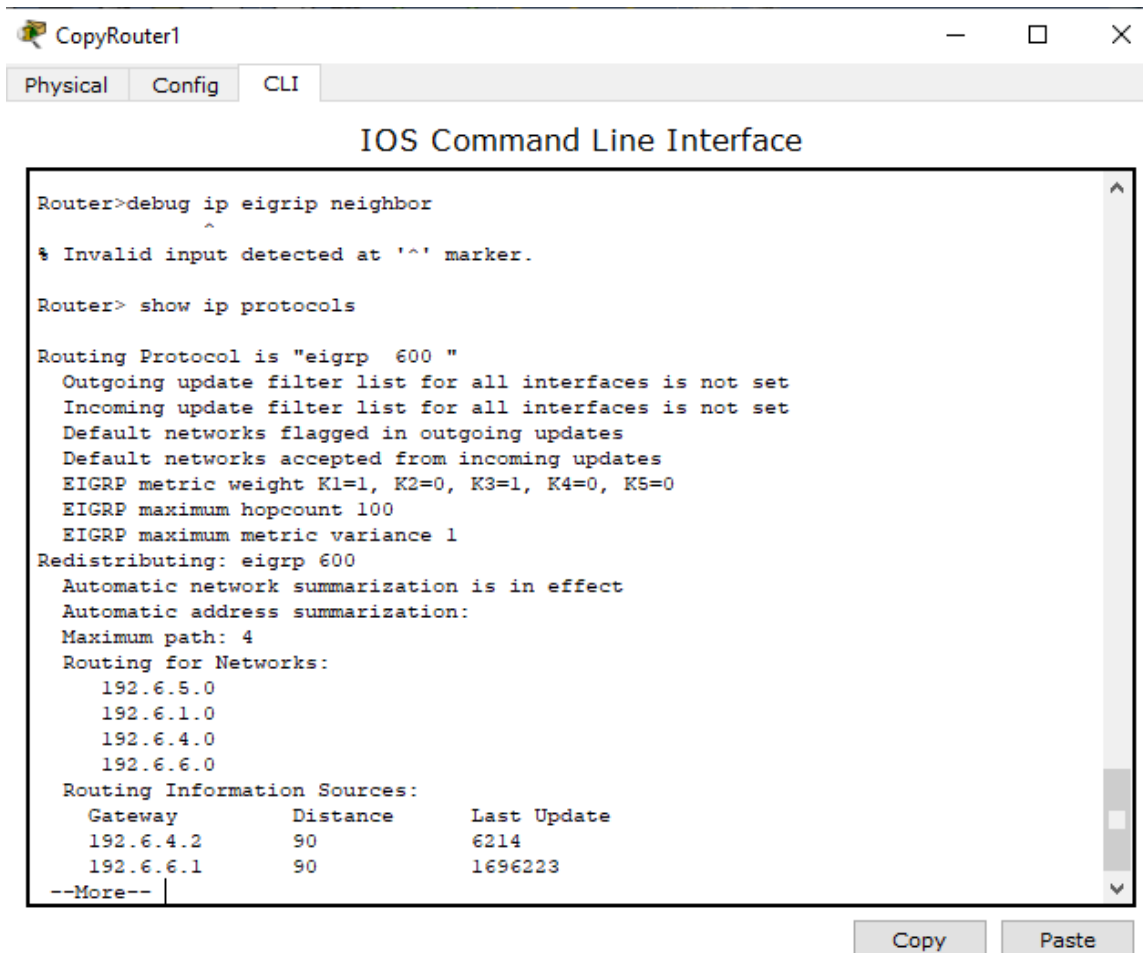 CopyRouter1
Physical Config CLI
IOS Command Line Interface
Router>debug ip eigrip neighbor
^
% Invalid input detected at '^' marker.
Router> show ip protocols
Routing Protocol is "eigrp  600 "
Outgoing update filter list for all interfaces is not set
Incoming update filter list for all interfaces is not set
Default networks flagged in outgoing updates
Default networks accepted from incoming updates
EIGRP metric weight K1=1, K2=0, K3=1, K4=0, K5=0
EIGRP maximum hopcount 100
EIGRP maximum metric variance 1
Redistributing: eigrp 600
Automatic network summarization is in effect
Automatic address summarization:
Maximum path: 4
Routing for Networks:
192.6.5.0
192.6.1.0
192.6.4.0
192.6.6.0
Routing Information Sources:
Gateway Distance Last Update
192.6.4.2 90 6214
192.6.6.1 90 1696223
--More--
Copy Paste